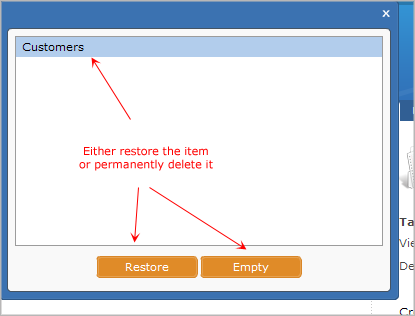 x
Customers
Either restore the item
or permanently delete it
Restore
Empty
Ta
Vie
De
Cr